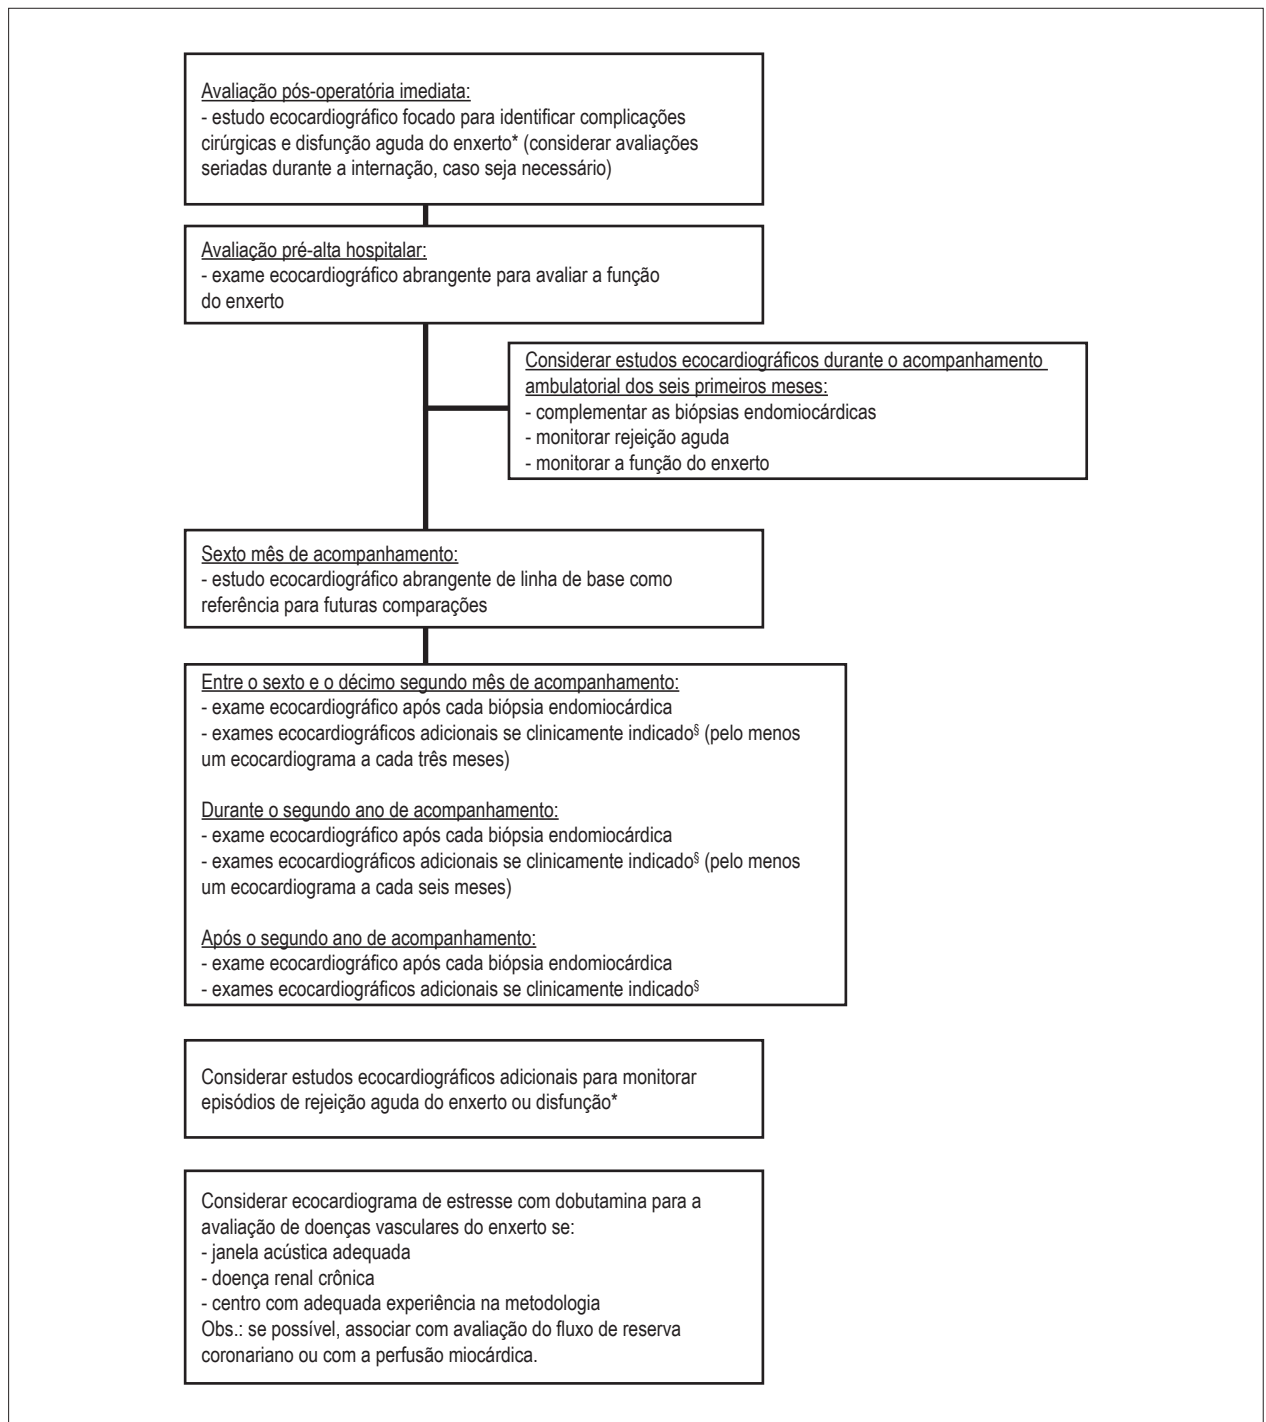 Avaliação pós-operatória imediata:
- estudo ecocardiográfico focado para identificar complicações
cirúrgicas e disfunção aguda do enxerto* (considerar avaliações
seriadas durante a internação, caso seja necessário)
Avaliação pré-alta hospitalar:
- exame ecocardiográfico abrangente para avaliar a função
do enxerto
Considerar estudos ecocardiográficos durante o acompanhamento
ambulatorial dos seis primeiros meses:
- complementar as biópsias endomiocárdicas
- monitorar rejeição aguda
- monitorar a função do enxerto
Sexto mês de acompanhamento:
- estudo ecocardiográfico abrangente de linha de base como
referência para futuras comparações
Entre o sexto e o décimo segundo mês de acompanhamento:
- exame ecocardiográfico após cada biópsia endomiocárdica
- exames ecocardiográficos adicionais se clinicamente indicado§ (pelo menos
um ecocardiograma a cada três meses)
Durante o segundo ano de acompanhamento:
- exame ecocardiográfico após cada biópsia endomiocárdica
- exames ecocardiográficos adicionais se clinicamente indicado§ (pelo menos
um ecocardiograma a cada seis meses)
Após o segundo ano de acompanhamento:
- exame ecocardiográfico após cada biópsia endomiocárdica
- exames ecocardiográficos adicionais se clinicamente indicado§
Considerar estudos ecocardiográficos adicionais para monitorar
episódios de rejeição aguda do enxerto ou disfunção*
Considerar ecocardiograma de estresse com dobutamina para a
avaliação de doenças vasculares do enxerto se:
- janela acústica adequada
- doença renal crônica
- centro com adequada experiência na metodologia
Obs.: se possível, associar com avaliação do fluxo de reserva
coronariano ou com a perfusão miocárdica.